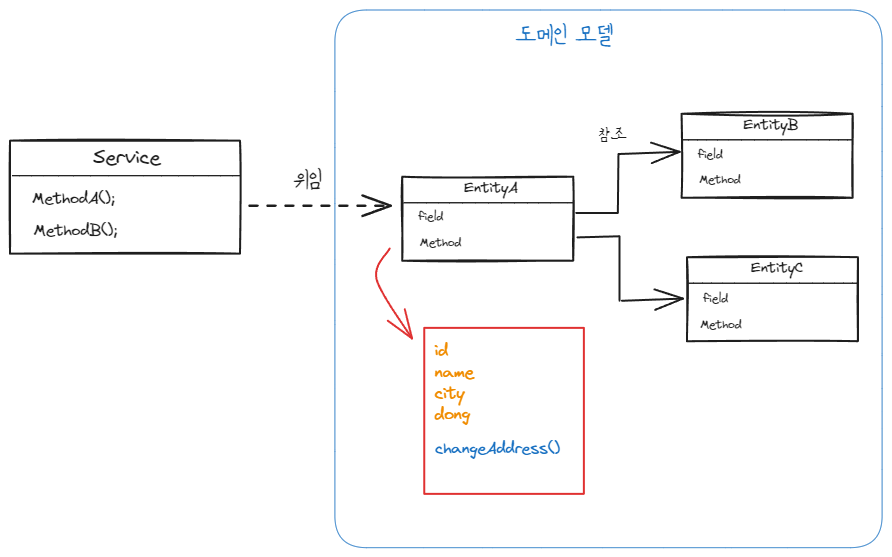 도메인 모델
Service
MethodA();
MethodB();
위임
EntityA
field
Method
참조
EntityB
field
Method
EntityC
field
Method
id
name
city
dong
changeAddress()